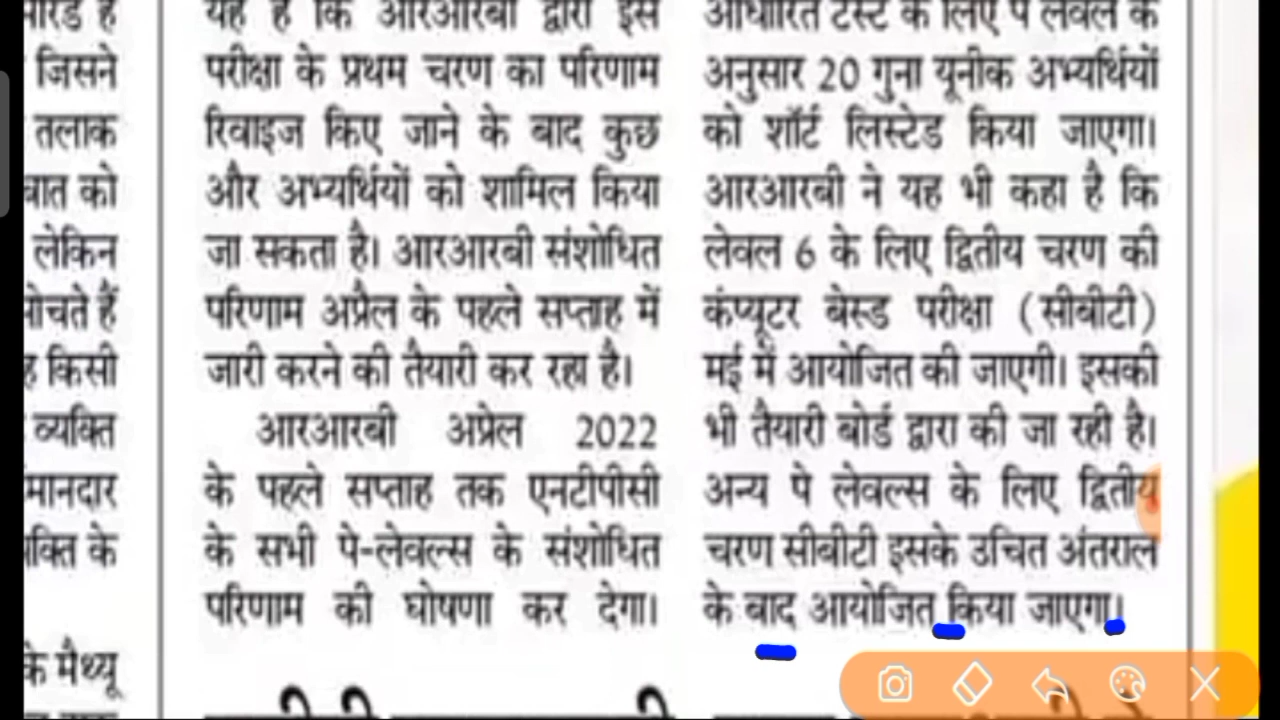 जिसने
तलाक
लेकिन
किसी
व्यक्ति
के
के मैथ्यू
यह है कि आरआरबी द्वारा इस
परीक्षा के प्रथम चरण का परिणाम
रिवाइज किए जाने के बाद कुछ
और अभ्यर्थियों को शामिल किया
जा सकता है। आरआरबी संशोधित
परिणाम अप्रैल के पहले सप्ताह में
जारी करने की तैयारी कर रहा है।
आरआरबी अप्रेल 2022
के पहले सप्ताह तक एनटीपीसी
के सभी पे-लेवल्स के संशोधित
परिणाम की घोषणा कर देगा।
आधारित टेस्ट के लिए पे लेवल के
अनुसार 20 गुना यूनीक अभ्यर्थियों
को शॉर्ट लिस्टेड किया जाएगा।
आरआरबी ने यह भी कहा है कि
लेवल 6 के लिए द्वितीय चरण की
कंप्यूटर बेस्ड परीक्षा (सीबीटी)
मई में आयोजित की जाएगी। इसकी
भी तैयारी बोर्ड द्वारा की जा रही है।
अन्य पे लेवल्स के लिए द्वितीय
चरण सीबीटी इसके उचित अंतराल
के बाद आयोजित किया जाएगा।